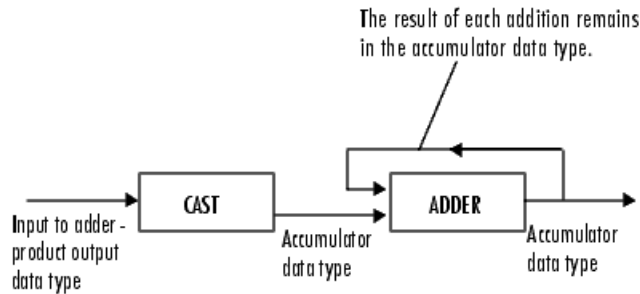 The result of each addition remains
in the accumulator data type.
CAST
ADDER
Input to adder -
product output
data type
Accumulator
data type
Accumulator
data type